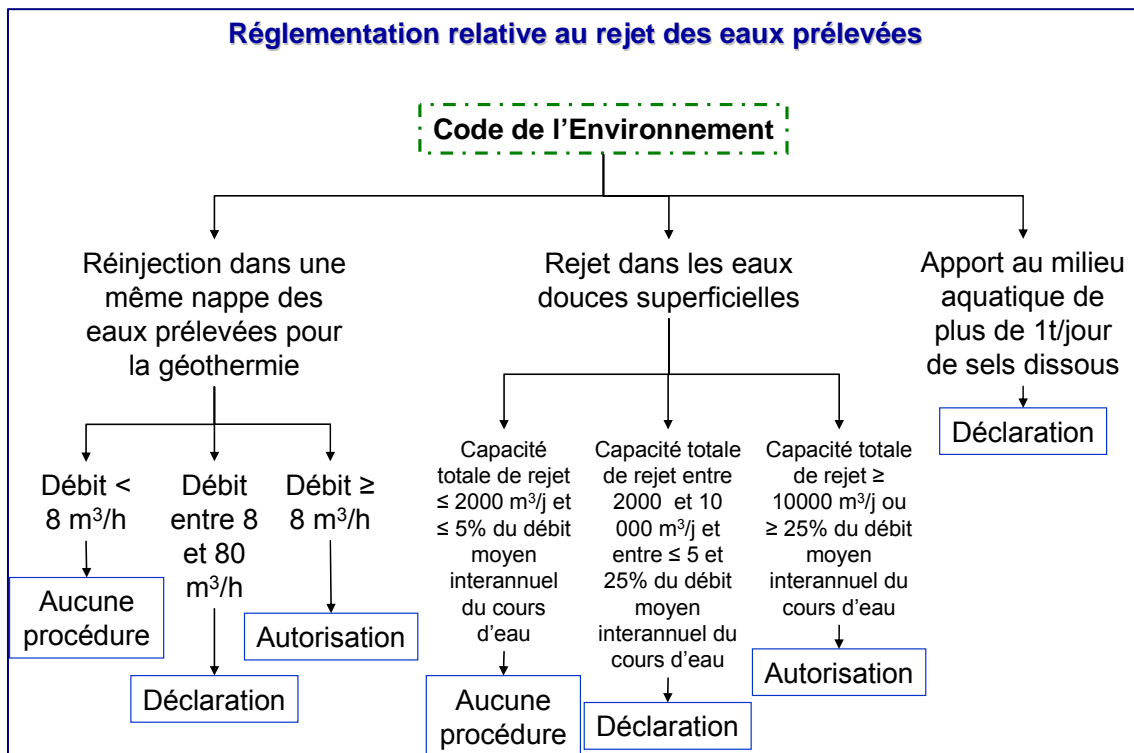 Réglementation relative au rejet des eaux prélevées
Code de l'Environnement
Réinjection dans une
même nappe des
eaux prélevées pour
la géothermie
Débit <
8 m³/h
Aucune
procédure
Débit
entre 8
et 80
m³/h
Déclaration
Débit ≥
8 m³/h
Autorisation
Rejet dans les eaux
douces superficielles
Capacité
totale de rejet
≤ 2000 m³/j et
≤ 5% du débit
moyen
interannuel
du cours
d'eau
Aucune
procédure
Capacité totale
de rejet entre
2000 et 10
000 m³/j et
entre ≤ 5 et
25% du débit
moyen
interannuel du
cours d'eau
Déclaration
Capacité totale
de rejet ≥
10000 m³/j ou
≥ 25% du débit
moyen
interannuel du
cours d'eau
Autorisation
Apport au milieu
aquatique de
plus de 1t/jour
de sels dissous
Déclaration